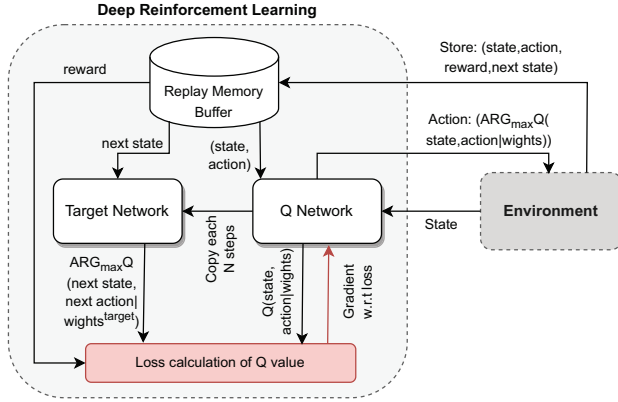 Deep Reinforcement Learning
reward
Replay Memory
Buffer
Store: (state,action,
reward,next state)
Action: (ARGmaxQ(
state,action|wights))
next state
(state,
action)
Target Network
Q Network
Environment
State
Copy each
N steps
ARGmaxQ
(next state,
next action|
wightstarget)
Q(state,
action|wights)
Gradient
w.r.t loss
Loss calculation of Q value